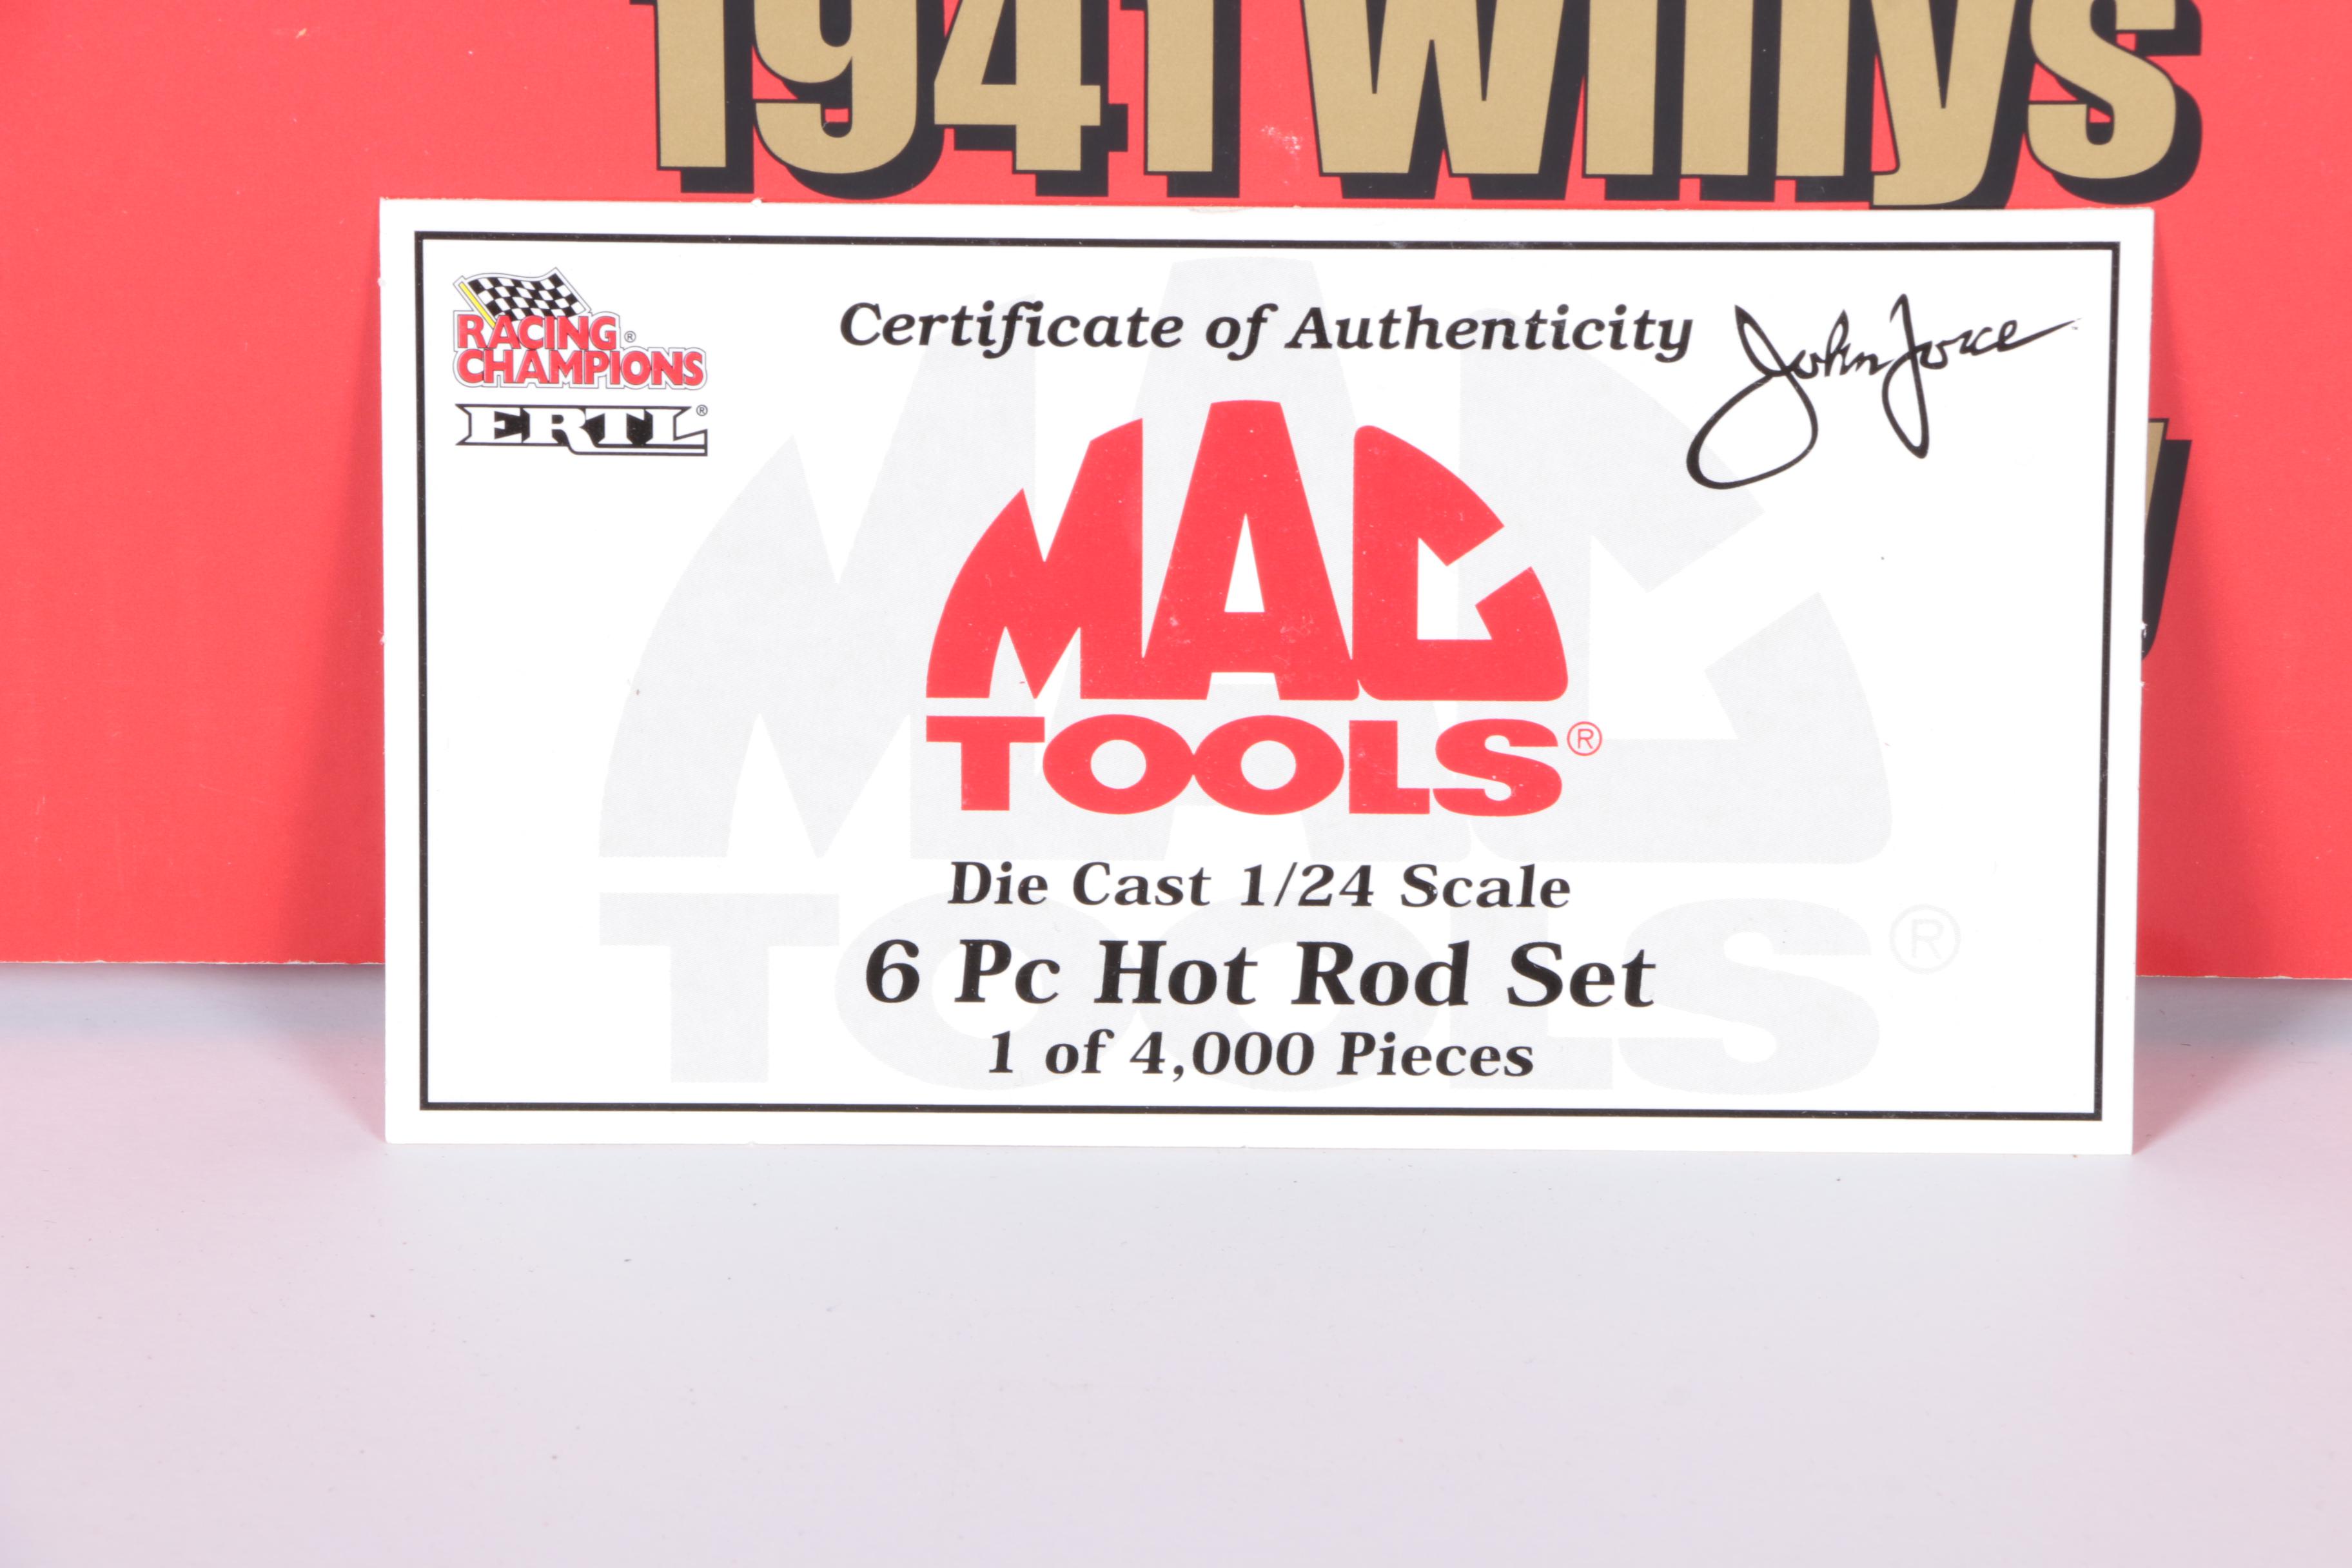 1941 Willys
RACING ®
CHAMPIONS
ERTL ®
Certificate of Authenticity
John Force
MAC
TOOLS ®
Die Cast 1/24 Scale
6 Pc Hot Rod Set
1 of 4,000 Pieces